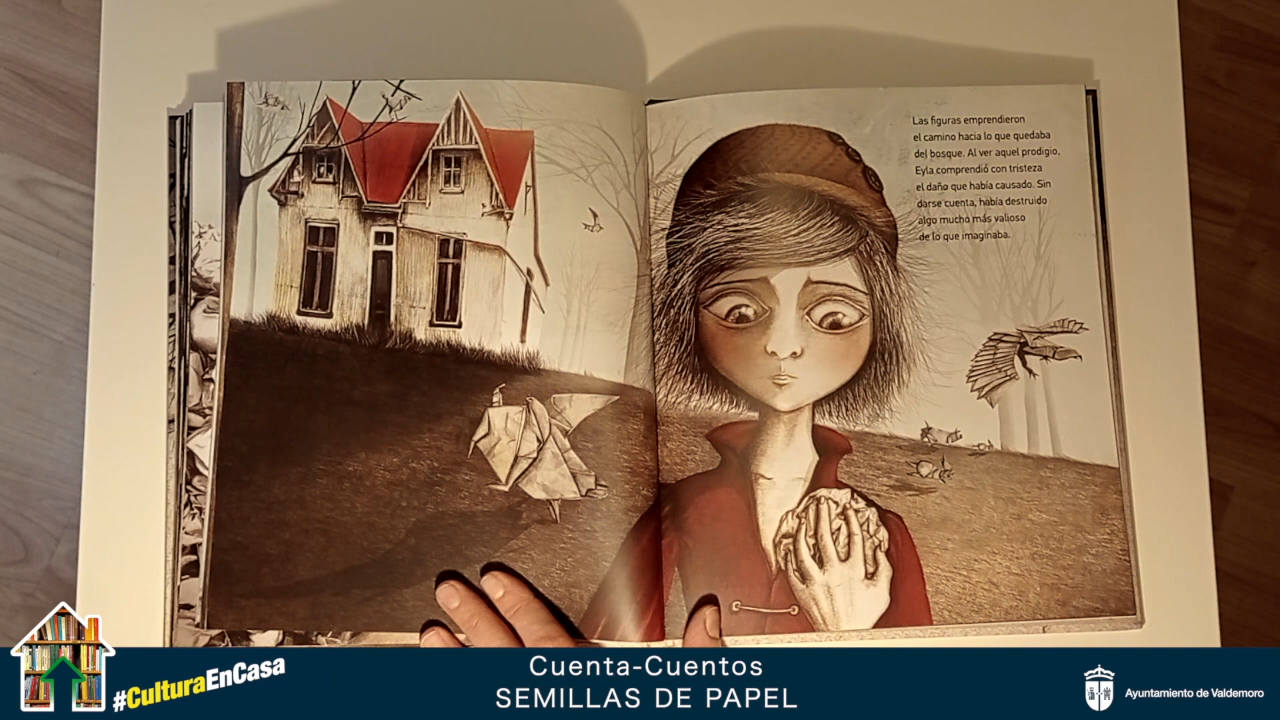 Las figuras emprendieron
el camino hacia lo que quedaba
del bosque. Al ver aquel prodigio,
Eyla comprendió con tristeza
el daño que había causado. Sin
darse cuenta, había destruido
algo mucho más valioso
de lo que imaginaba.
#CulturaEnCasa
Cuenta-Cuentos
SEMILLAS DE PAPEL
Ayuntamiento de Valdemoro